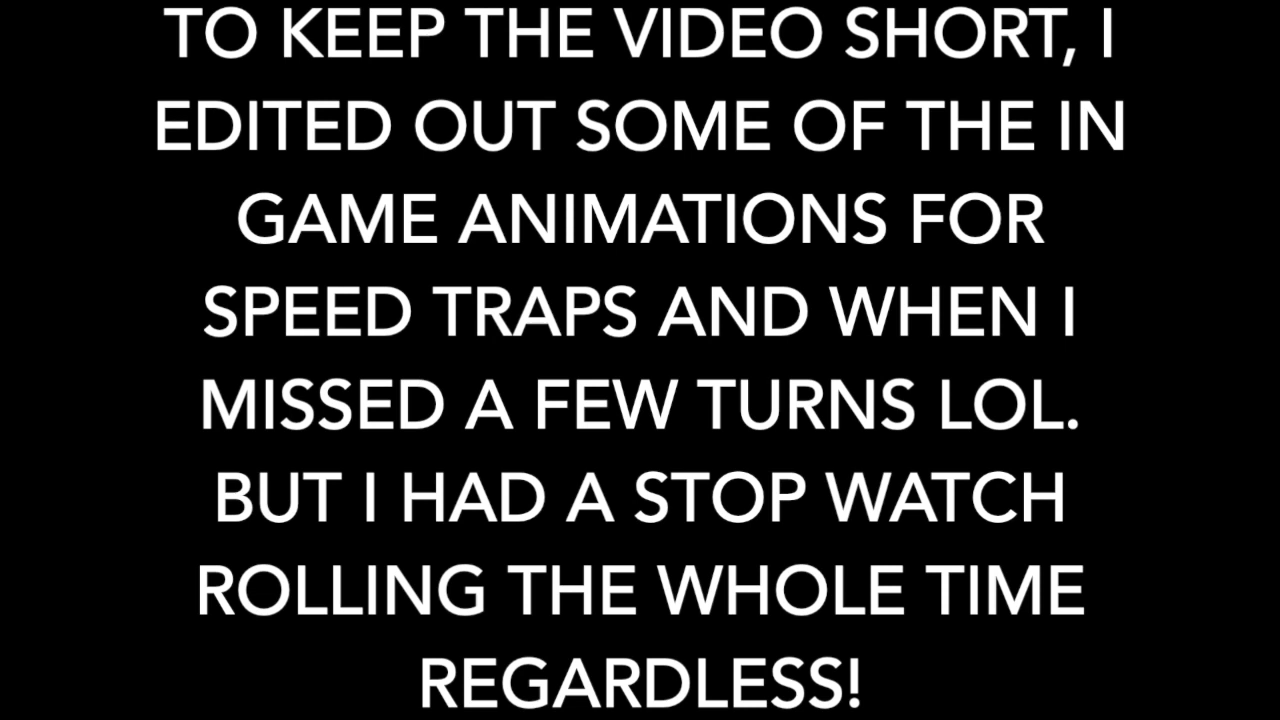 TO KEEP THE VIDEO SHORT, I
EDITED OUT SOME OF THE IN
GAME ANIMATIONS FOR
SPEED TRAPS AND WHEN I
MISSED A FEW TURNS LOL.
BUT I HAD A STOP WATCH
ROLLING THE WHOLE TIME
REGARDLESS!